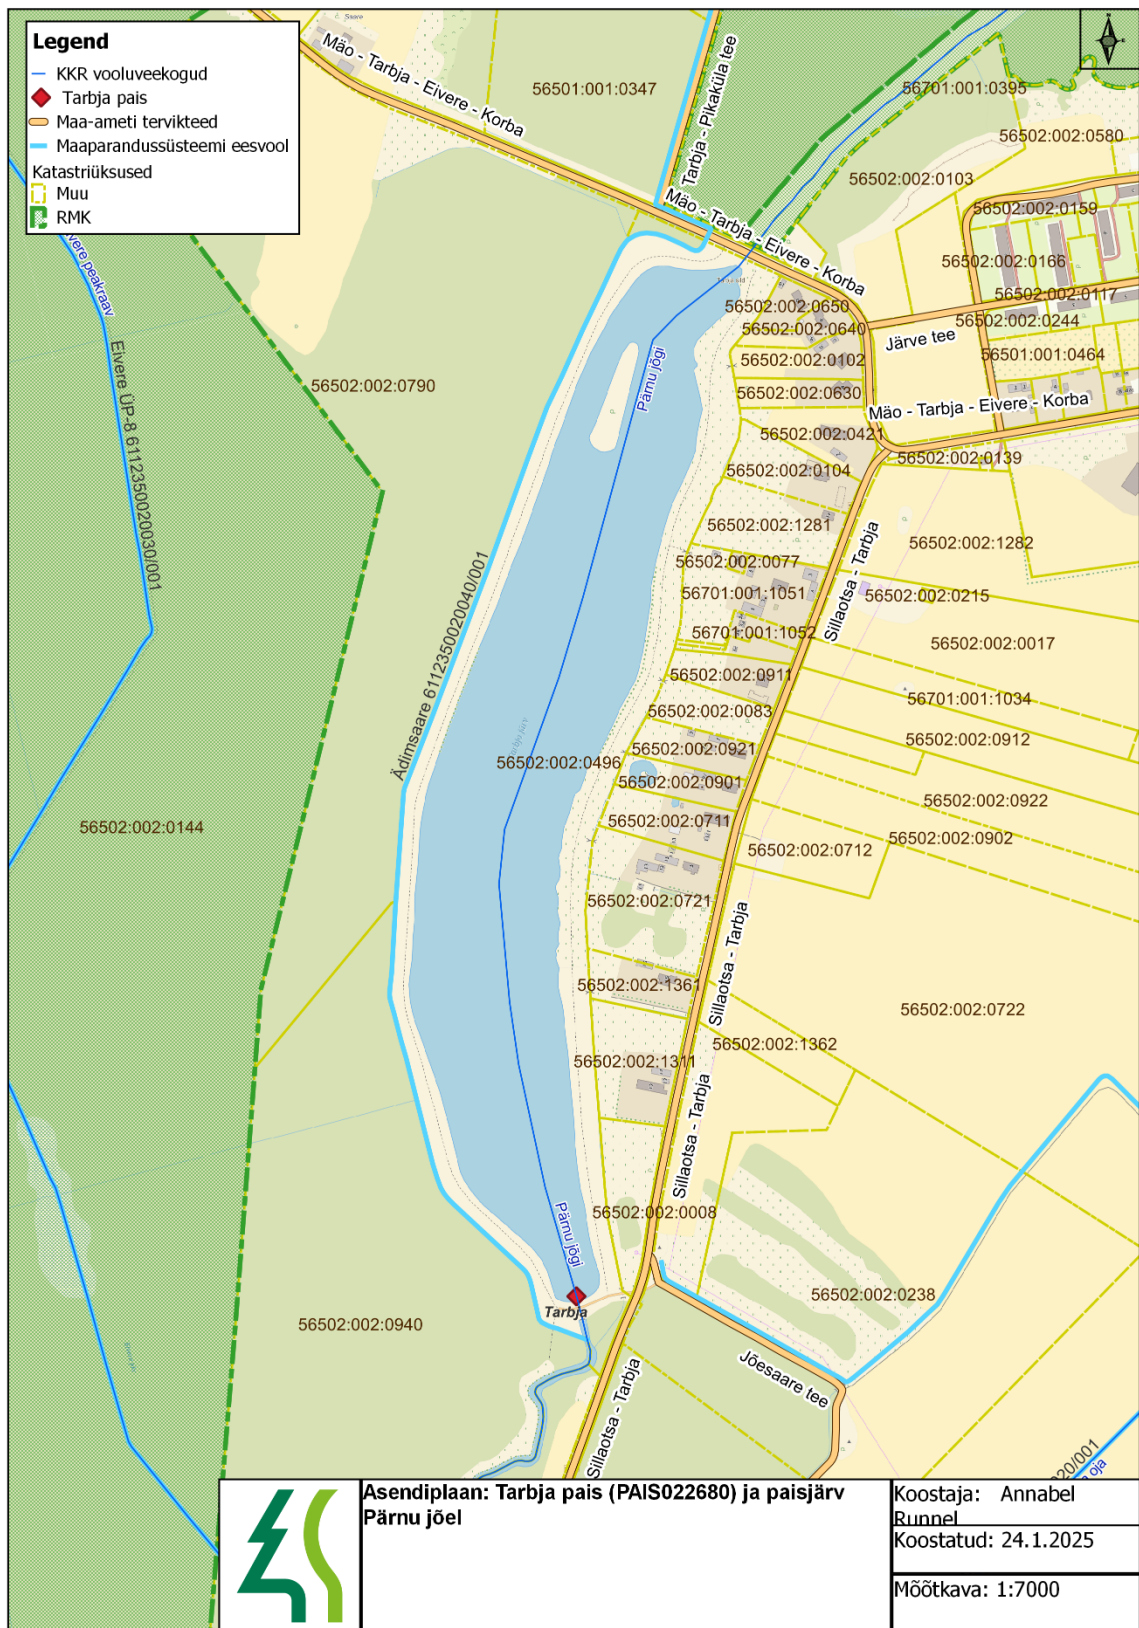 Legend
KKR vooluveekogud
Tarbja pais
Maa-ameti tervikteed
Maaparandussüsteemi eesvool
Katastriüksused
Muu
RMK
Saare
Mäo - Tarbja - Eivere - Korba
56501:001:0347
Tarbja - Pikaküla tee
56701:001:0395
56502:002:0580
56502:002:0103
56502:002:0159
Mäo - Tarbja - Eivere - Korba
56502:002:0166
56502:002:0117
56502:002:0650
56502:002:0244
56502:002:0640
Järve tee
56501:001:0464
56502:002:0102
56502:002:0790
56502:002:0630
Mäo - Tarbja - Eivere - Korba
Pärnu jõgi
vere peakraav
Eivere ÜP-8 6112350020030/001
56502:002:0421
56502:002:0139
56502:002:0104
56502:002:1281
56502:002:1282
56502:002:0077
56701:001:1051
56502:002:0215
Sillaotsa - Tarbja
56701:001:1052
56502:002:0017
56502:002:0911
56701:001:1034
56502:002:0083
Ädimsaare 6112350020040/001
56502:002:0912
56502:002:0921
Tarbja järv
56502:002:0496
56502:002:0901
56502:002:0922
56502:002:0711
56502:002:0144
56502:002:0902
56502:002:0712
56502:002:0721
Sillaotsa - Tarbja
56502:002:1361
56502:002:0722
56502:002:1362
56502:002:1311
Sillaotsa - Tarbja
56502:002:0008
Pärnu jõgi
56502:002:0238
Tarbja
56502:002:0940
Jõesaare tee
Sillaotsa - Tarbja
020/001
oja
Asendiplaan: Tarbja pais (PAIS022680) ja paisjärv
Pärnu jõel
Koostaja: Annabel
Runnel
Koostatud: 24.1.2025
Mõõtkava: 1:7000